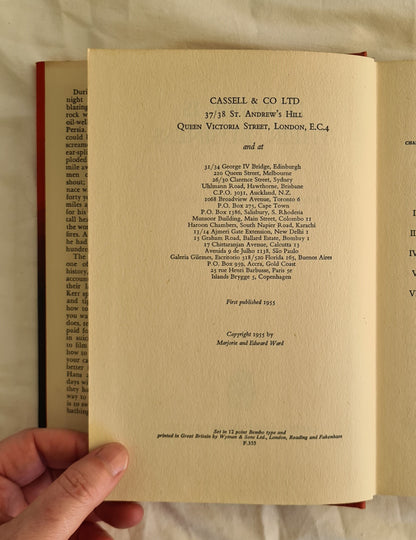 CASSELL & CO LTD
37/38 St. Andrew's Hill
Queen Victoria Street, London, E.C.4
and at
31/34 George IV Bridge, Edinburgh
210 Queen Street, Melbourne
26/30 Clarence Street, Sydney
Uhlmann Road, Hawthorne, Brisbane
C.P.O. 3031, Auckland, N.Z.
1068 Broadview Avenue, Toronto 6
P.O. Box 275, Cape Town
P.O. Box 1386, Salisbury, S. Rhodesia
Munsoor Building, Main Street, Colombo 11
Haroon Chambers, South Napier Road, Karachi
13/14 Ajmeri Gate Extension, New Delhi 1
15 Graham Road, Ballard Estate, Bombay 1
17 Chittaranjan Avenue, Calcutta 13
Avenida 9 de Julho 1138, São Paulo
Galeria Güemes, Escritorio 518/520 Florida 165, Buenos Aires
P.O. Box 959, Accra, Gold Coast
25 rue Henri Barbusse, Paris 5e
Islands Brygge 5, Copenhagen
First published 1955
Copyright 1955 by
Marjorie and Edward Ward
Set in 12 point Bembo type and
printed in Great Britain by Wyman & Sons Ltd., London, Reading and Fakenham
F.355